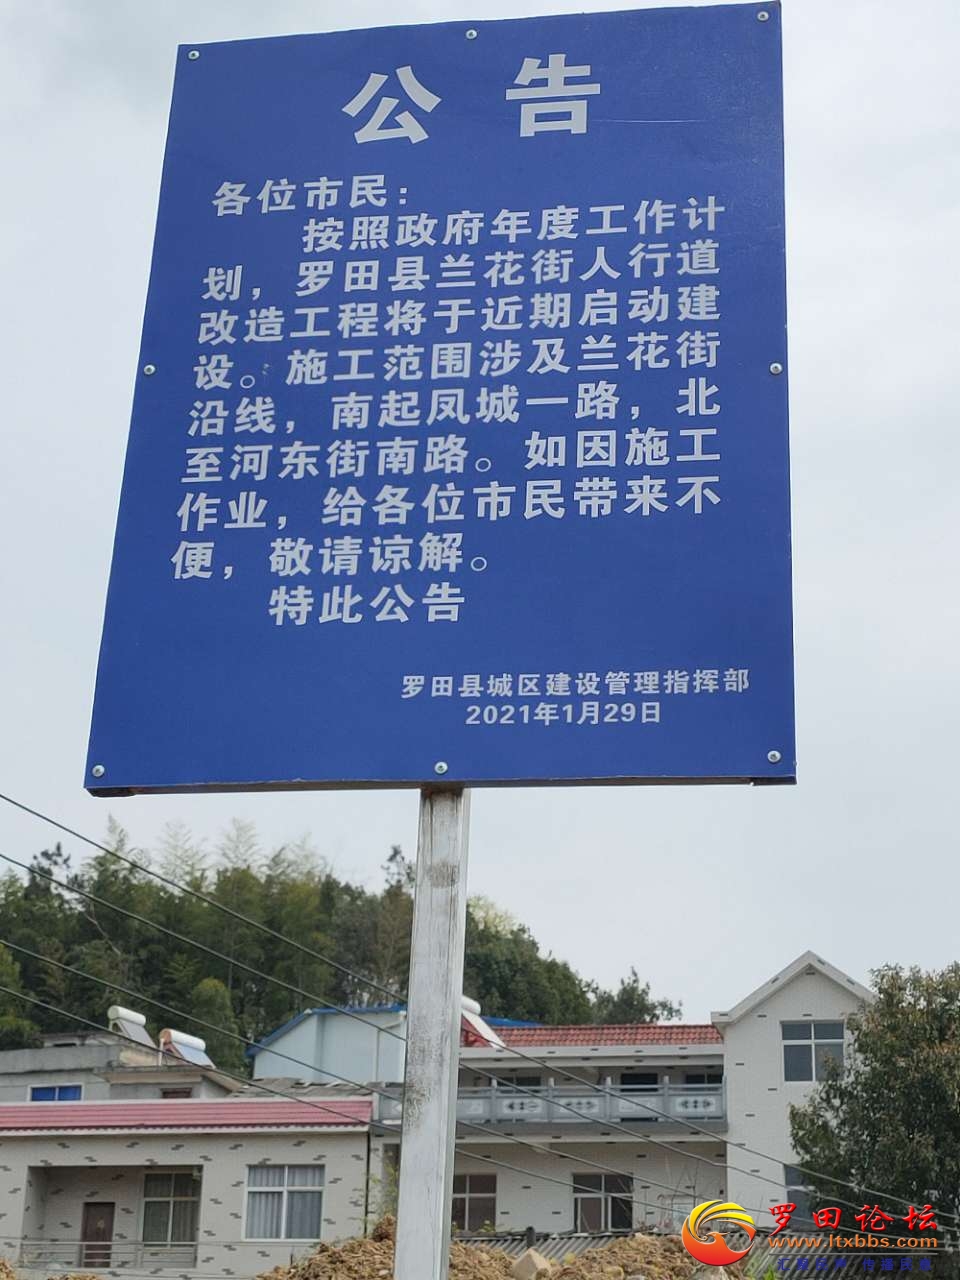 公告
各位市民：
按照政府年度工作计
划，罗田县兰花街人行道
改造工程将于近期启动建
设。施工范围涉及兰花街
沿线，南起凤城一路，北
至河东街南路。如因施工
作业，给各位市民带来不
便，敬请谅解。
特此公告
罗田县城区建设管理指挥部
2021年1月29日
罗田论坛
www.ltxbbs.com